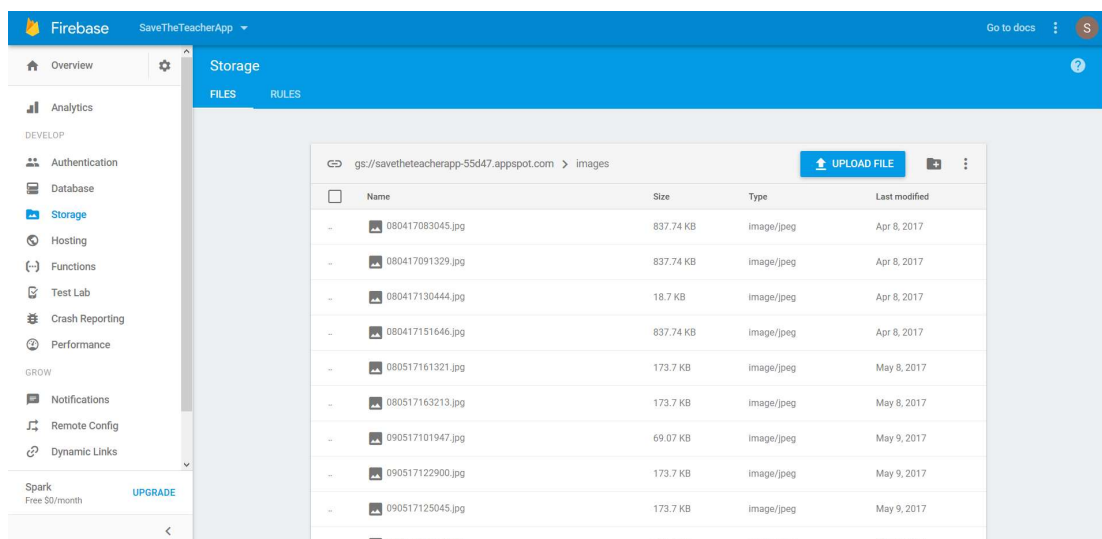 Firebase SaveTheTeacherApp Go to docs S
Overview
Analytics
DEVELOP
Authentication
Database
Storage
Hosting
Functions
Test Lab
Crash Reporting
Performance
GROW
Notifications
Remote Config
Dynamic Links
Spark
Free $0/month
UPGRADE
Storage
FILES RULES
gs://savetheteacherapp-55d47.appspot.com > images UPLOAD FILE
Name Size Type Last modified
080417083045.jpg 837.74 KB image/jpeg Apr 8, 2017
080417091329.jpg 837.74 KB image/jpeg Apr 8, 2017
080417130444.jpg 18.7 KB image/jpeg Apr 8, 2017
080417151646.jpg 837.74 KB image/jpeg Apr 8, 2017
080517161321.jpg 173.7 KB image/jpeg May 8, 2017
080517163213.jpg 173.7 KB image/jpeg May 8, 2017
090517101947.jpg 69.07 KB image/jpeg May 9, 2017
090517122900.jpg 173.7 KB image/jpeg May 9, 2017
090517125045.jpg 173.7 KB image/jpeg May 9, 2017